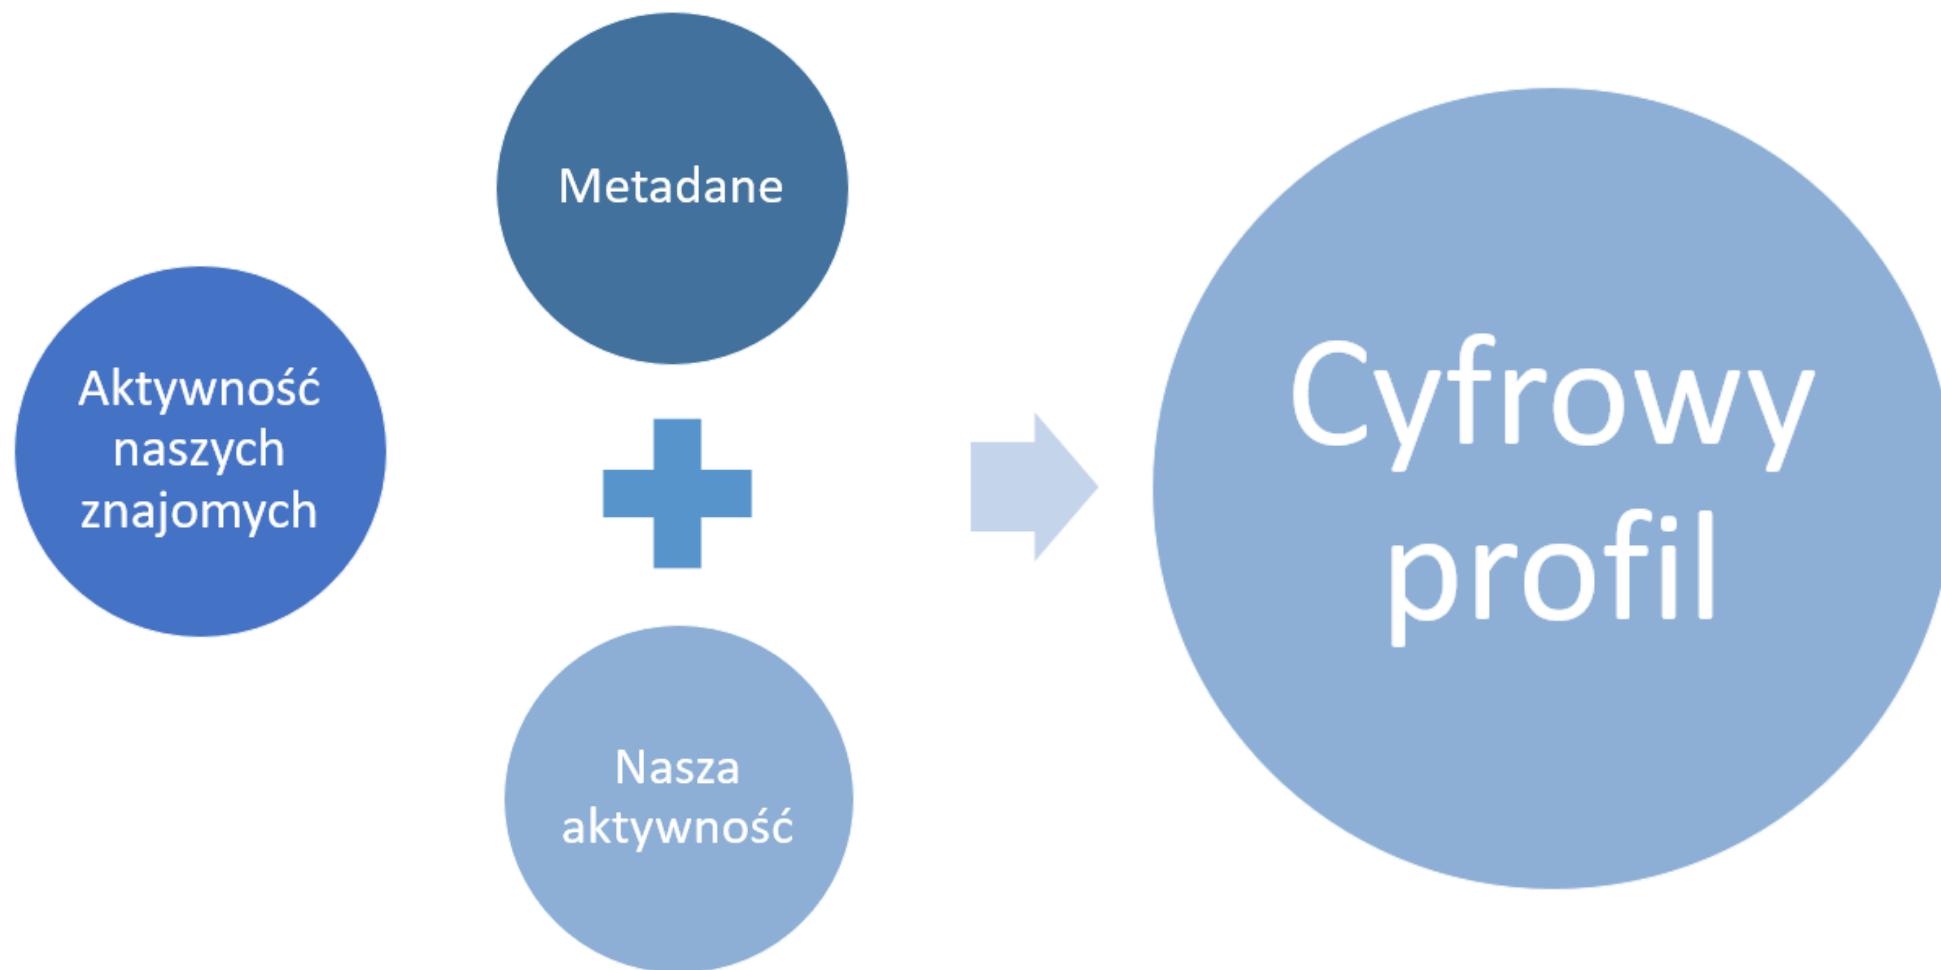 Aktywność
naszych
znajomych
Metadane
Nasza
aktywność
Cyfrowy
profil